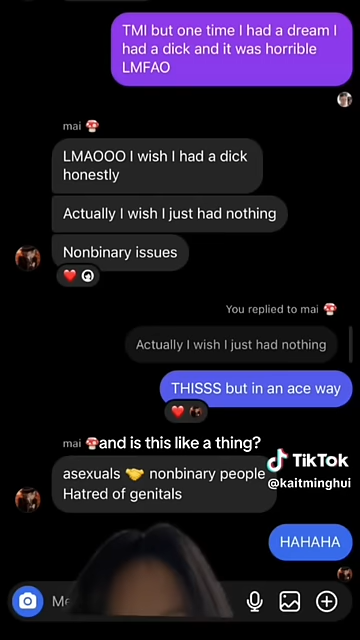 TMI but one time I had a dream I
had a dick and it was horrible
LMFAO
mai 🍄
LMAOOO I wish I had a dick
honestly
Actually I wish I just had nothing
Nonbinary issues
You replied to mai 🍄
Actually I wish I just had nothing
THISSS but in an ace way
mai 🍄
and is this like a thing?
asexuals 🤝 nonbinary people
Hatred of genitals
TikTok
@kaitminghui
HAHAHA